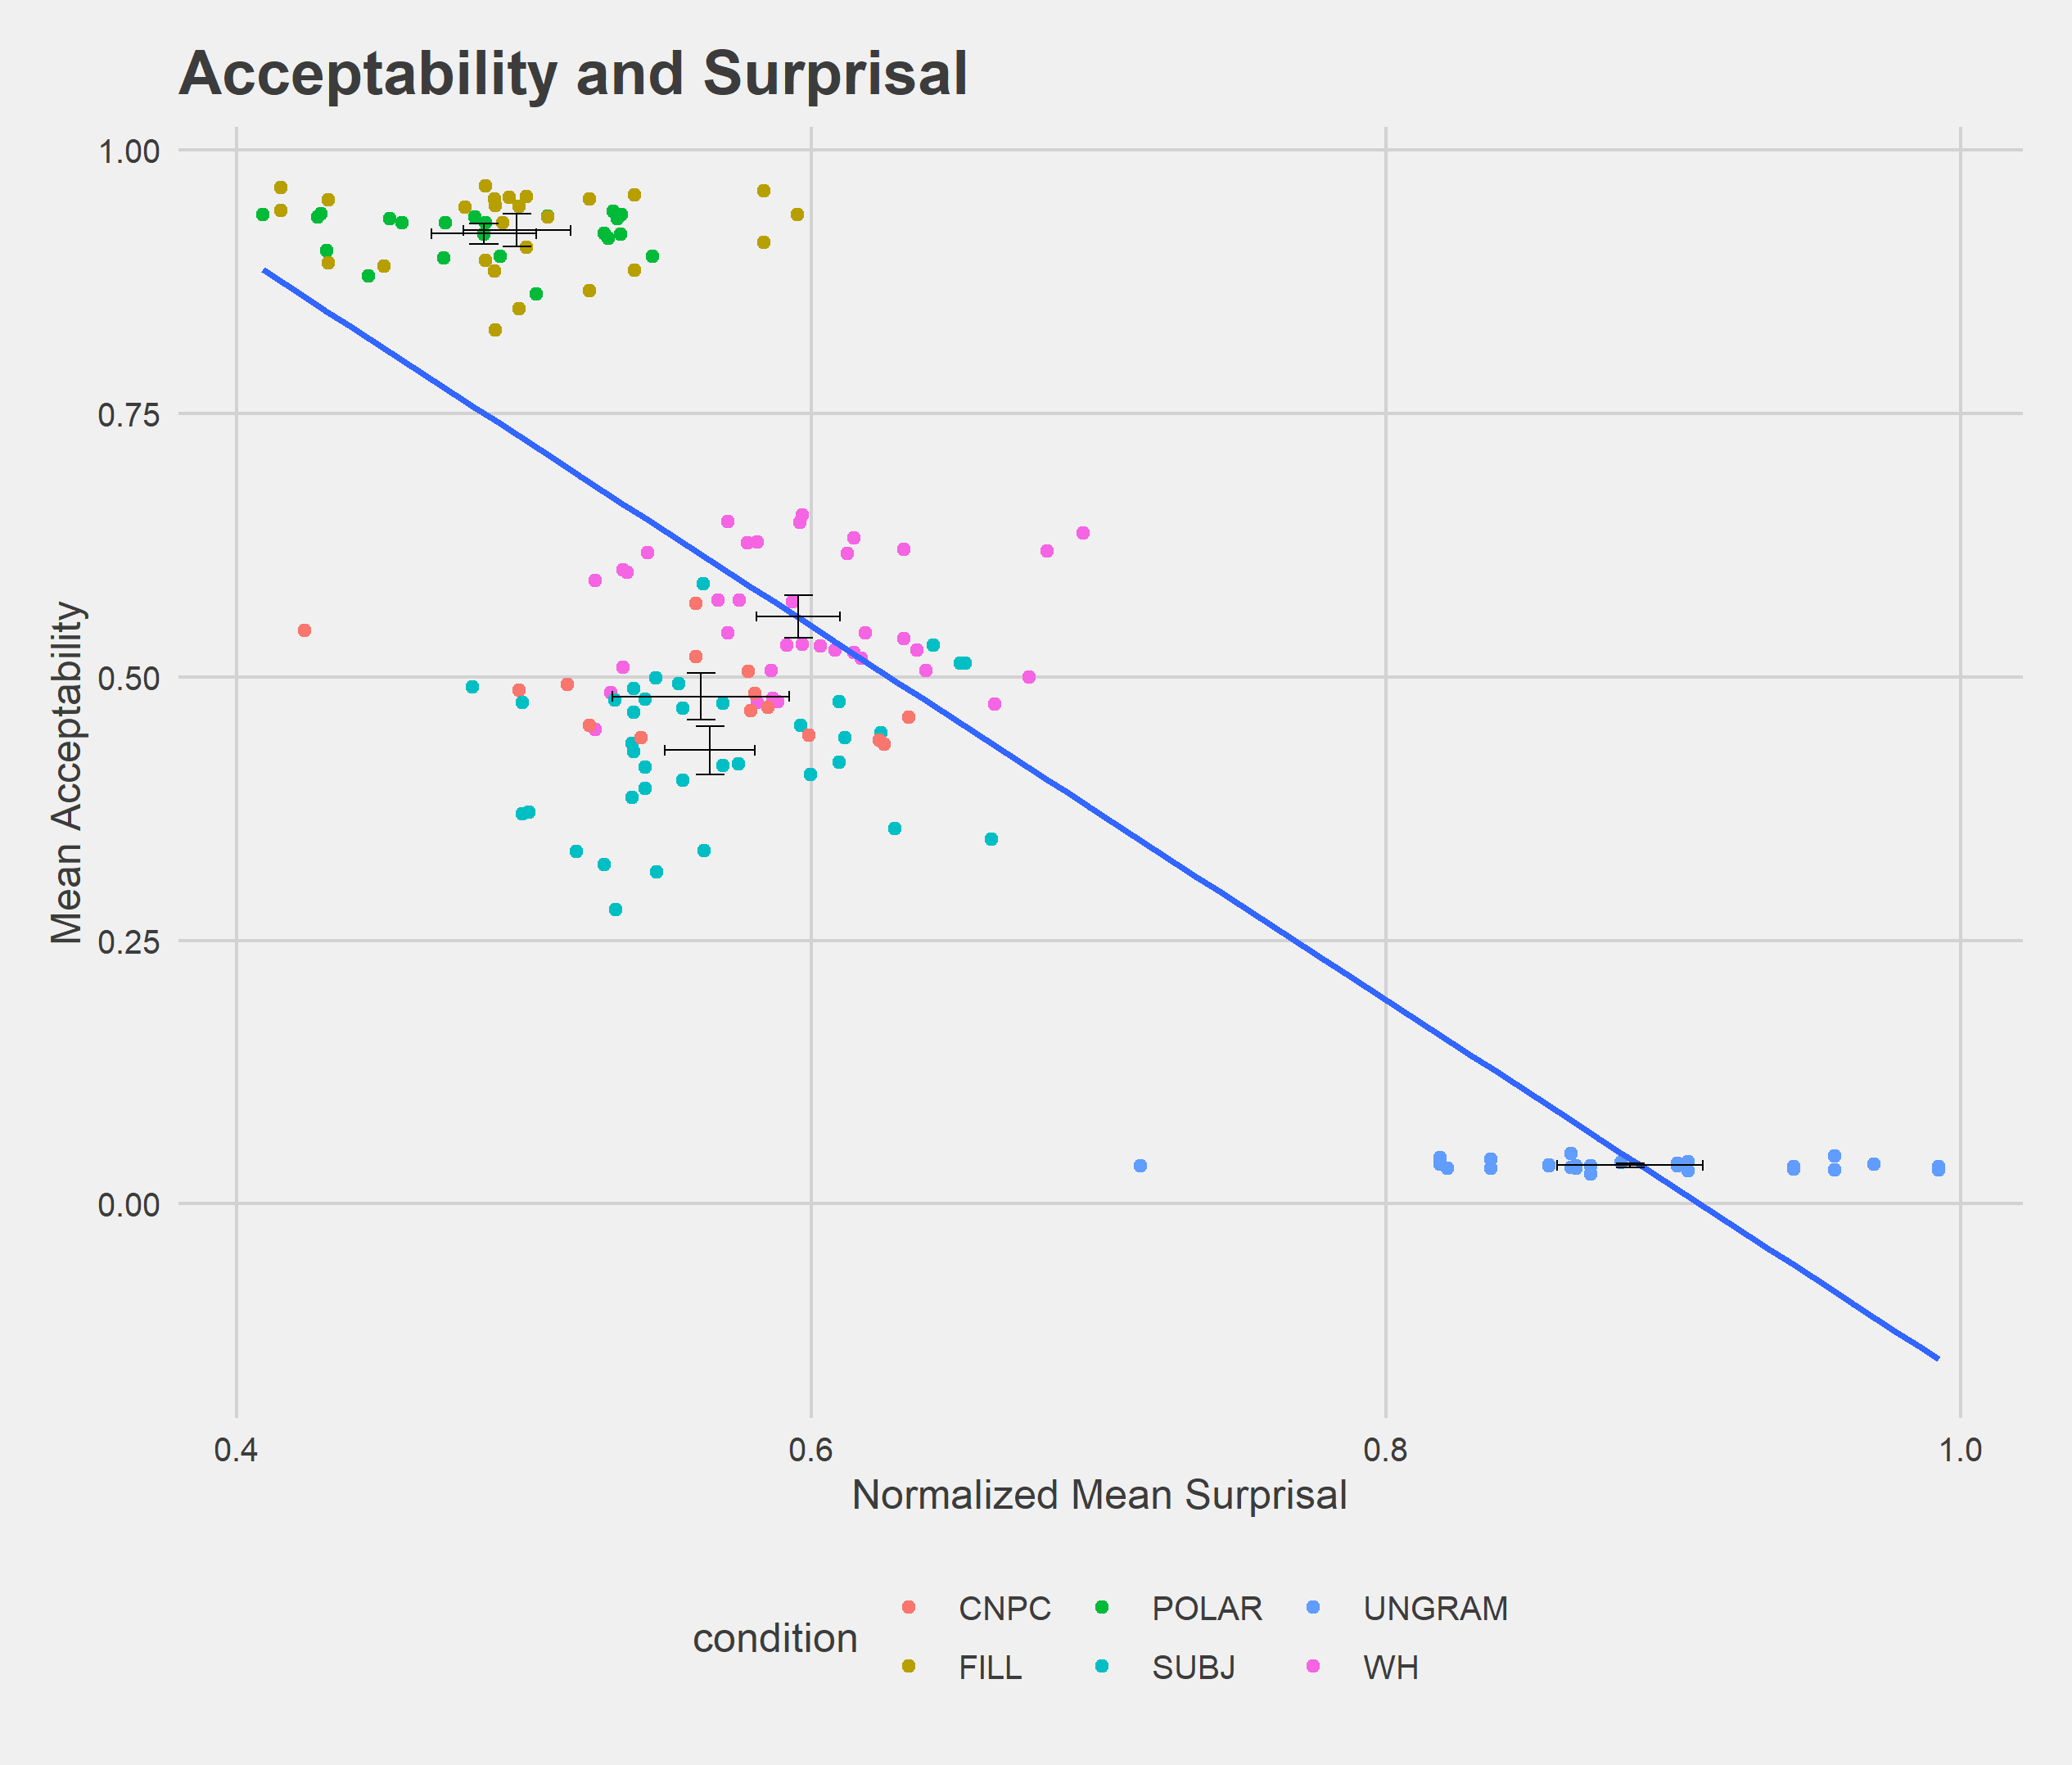 Acceptability and Surprisal
1.00
0.75
0.50
0.25
0.00
Mean Acceptability
0.4 0.6 0.8 1.0
Normalized Mean Surprisal
condition
CNPC POLAR UNGRAM
FILL SUBJ WH